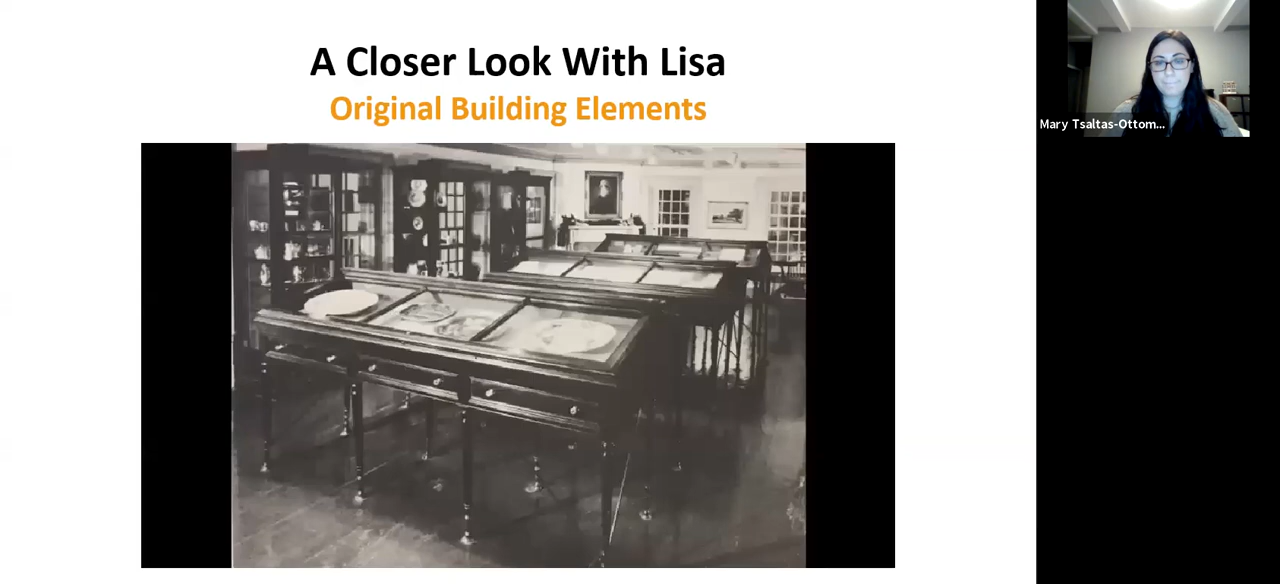 A Closer Look With Lisa
Original Building Elements
Mary Tsaltas-Ottom...